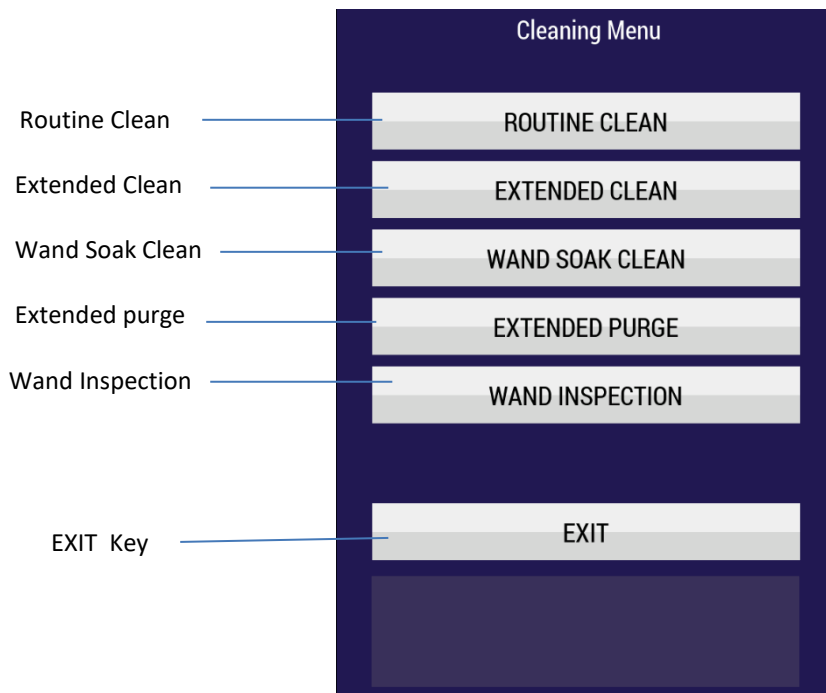 Cleaning Menu
Routine Clean ROUTINE CLEAN
Extended Clean EXTENDED CLEAN
Wand Soak Clean WAND SOAK CLEAN
Extended purge EXTENDED PURGE
Wand Inspection WAND INSPECTION
EXIT Key EXIT